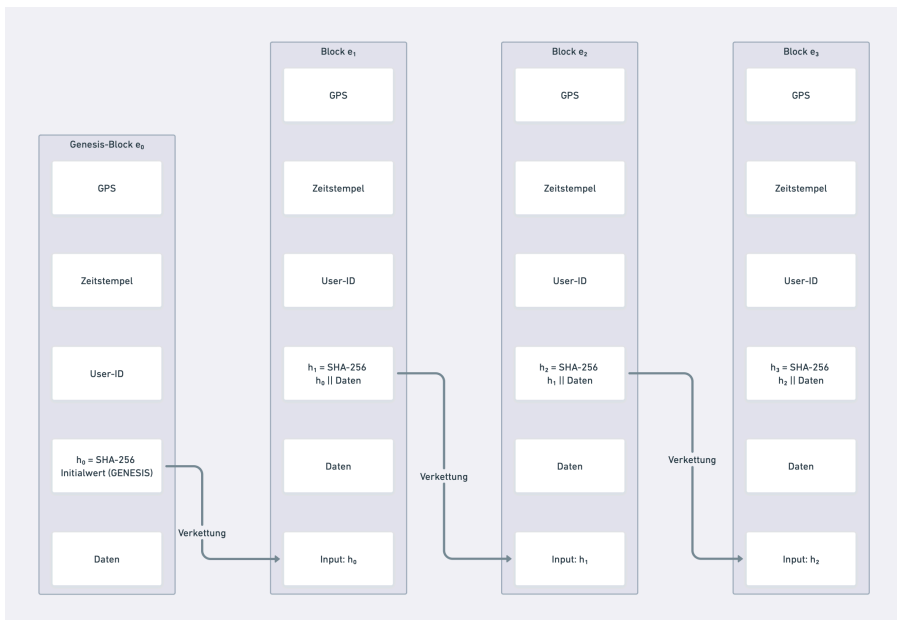 Genesis-Block e₀
GPS
Zeitstempel
User-ID
h₀ = SHA-256
Initialwert (GENESIS)
Daten
Verkettung
Block e₁
GPS
Zeitstempel
User-ID
h₁ = SHA-256
h₀ || Daten
Daten
Input: h₀
Verkettung
Block e₂
GPS
Zeitstempel
User-ID
h₂ = SHA-256
h₁ || Daten
Daten
Input: h₁
Verkettung
Block e₃
GPS
Zeitstempel
User-ID
h₃ = SHA-256
h₂ || Daten
Daten
Input: h₂